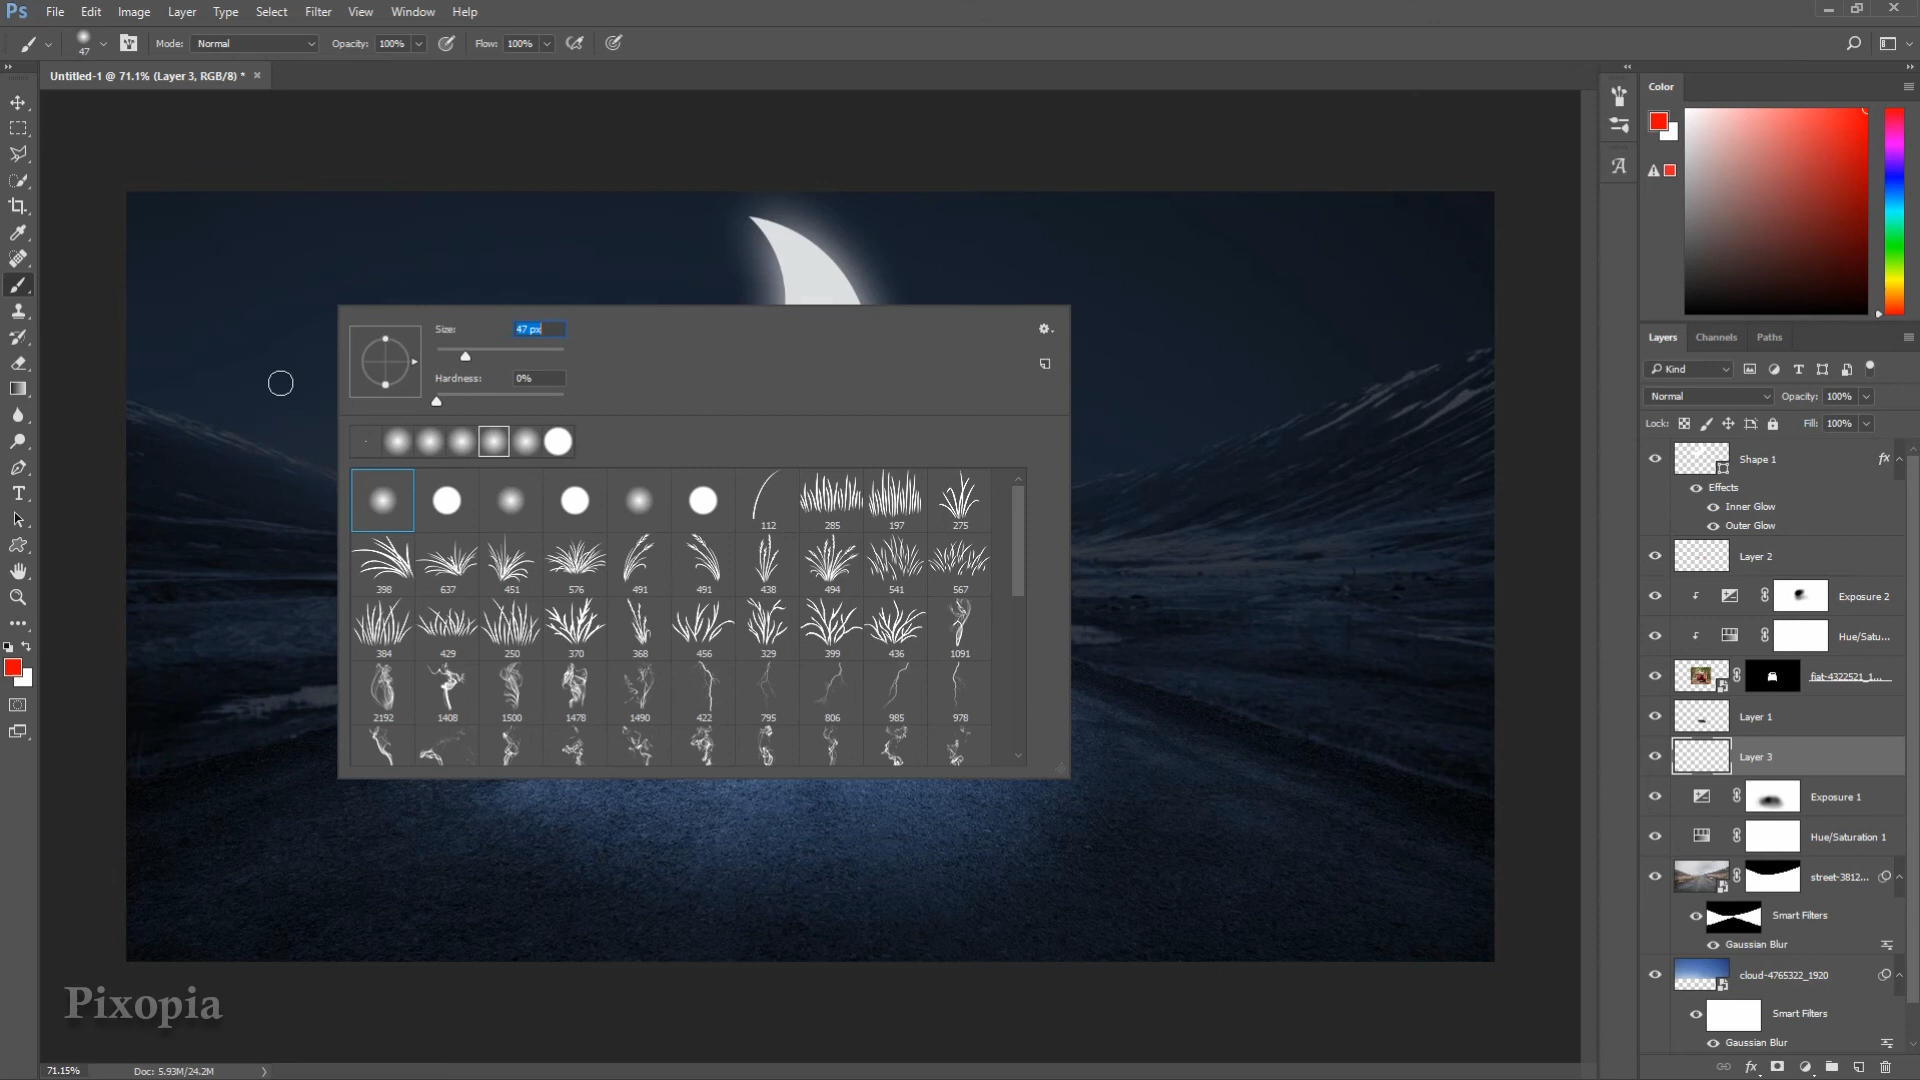 Ps File Edit Image Layer Type Select Filter View Window Help
47 Mode: Normal Opacity: 100% Flow: 100%
Untitled-1 @ 71.1% (Layer 3, RGB/8) *
Color
Size: 47 px
Hardness: 0%
112 285 197 275
398 637 451 576 491 491 438 494 541 567
384 429 250 370 368 456 329 399 436 1091
2192 1408 1500 1478 1490 422 795 806 985 978
Layers Channels Paths
Kind
Normal Opacity: 100%
Lock: Fill: 100%
Shape 1 fx
Effects
Inner Glow
Outer Glow
Layer 2
Exposure 2
Hue/Satu...
fiat-4322521_1...
Layer 1
Layer 3
Exposure 1
Hue/Saturation 1
street-3812...
Smart Filters
Gaussian Blur
cloud-4765322_1920
Smart Filters
Gaussian Blur
fx
Pixopia
71.15% Doc: 5.93M/24.2M